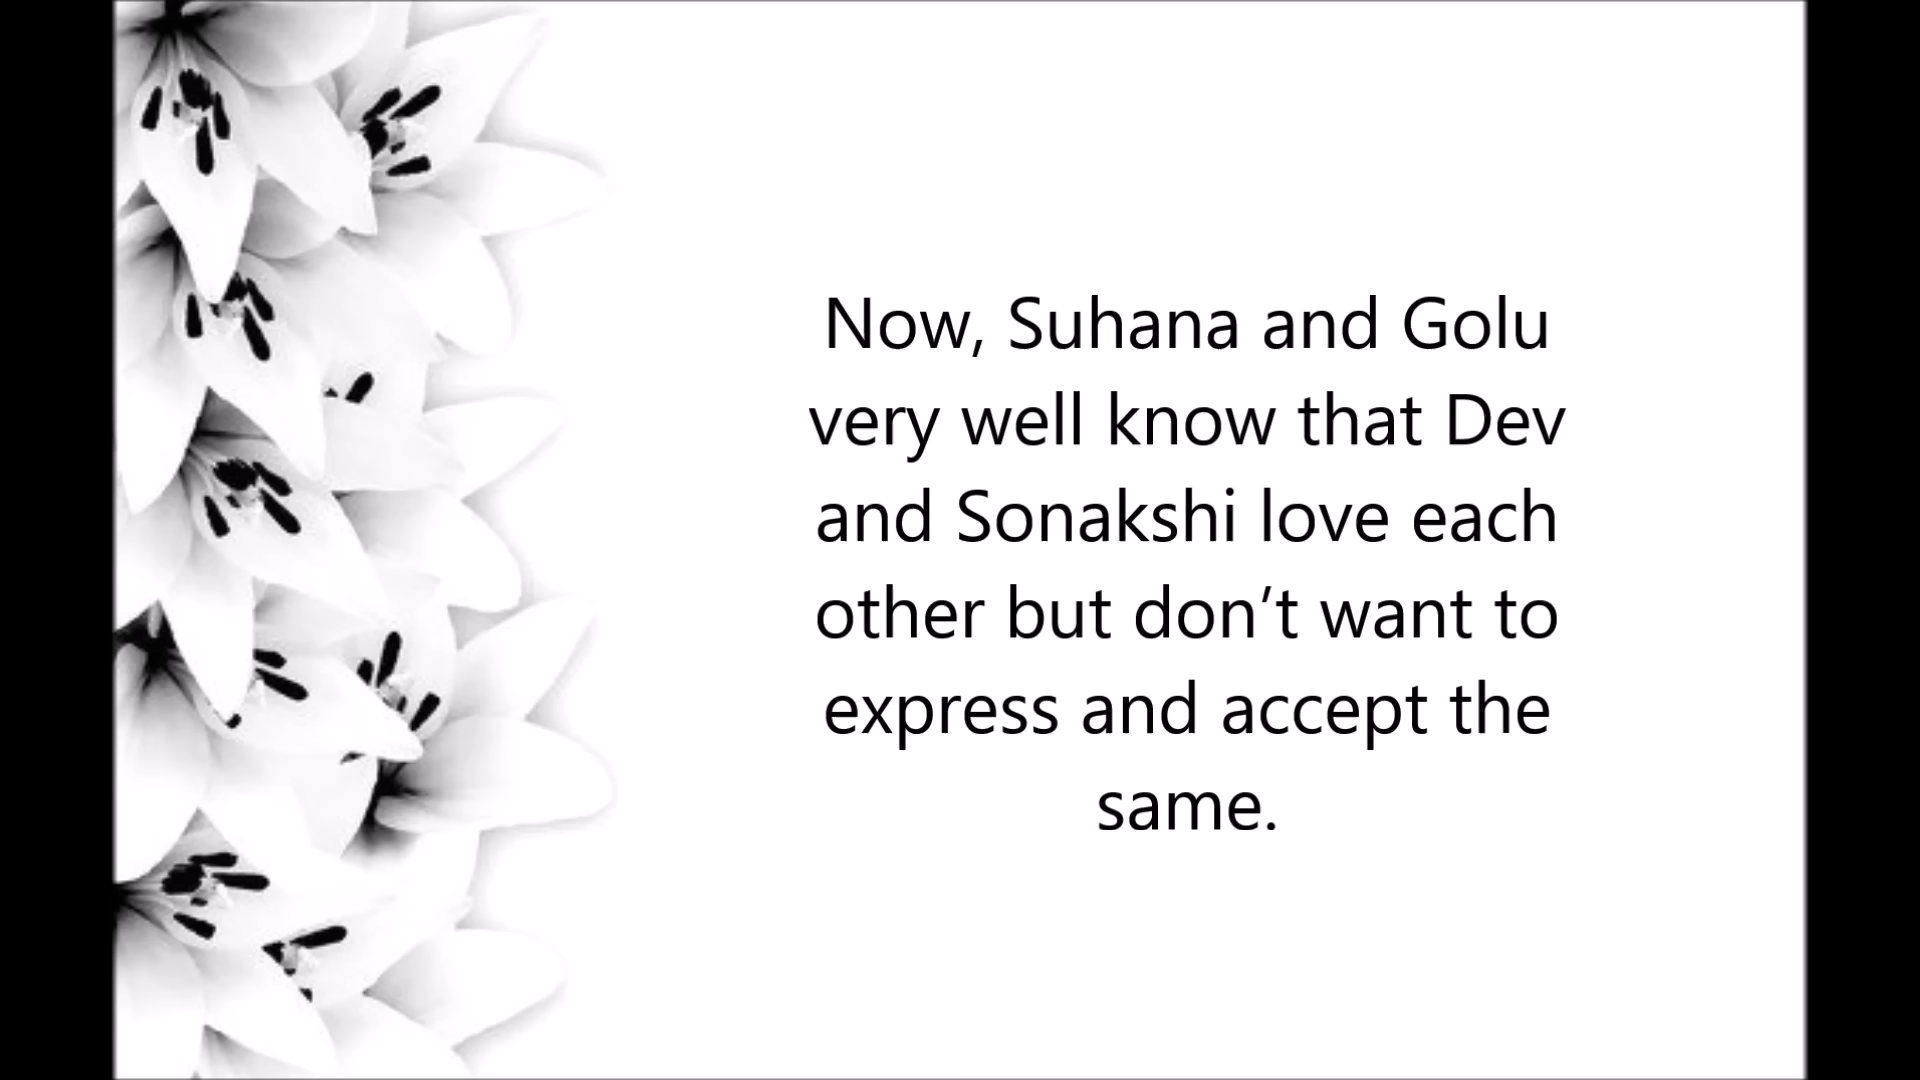 Now, Suhana and Golu
very well know that Dev
and Sonakshi love each
other but don’t want to
express and accept the
same.